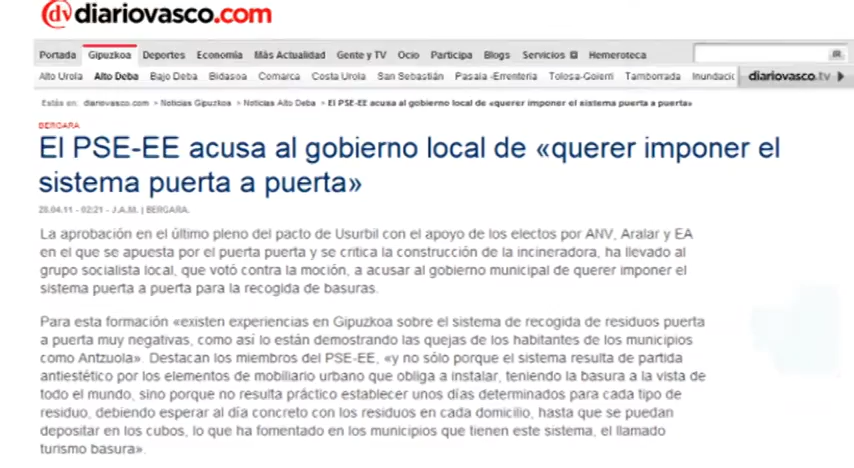 dv diariovasco.com
Portada Gipuzkoa Deportes Economía Más Actualidad Gente y TV Ocio Participa Blogs Servicios Hemeroteca
Alto Urola Alto Deba Bajo Deba Bidasoa Comarca Costa Urola San Sebastián Pasaia-Errenteria Tolosa-Goierri Tamborrada Inundacic diariovasco.tv
Estás en: diariovasco.com > Noticias Gipuzkoa > Noticias Alto Deba > El PSE-EE acusa al gobierno local de «querer imponer el sistema puerta a puerta»
BERGARA
El PSE-EE acusa al gobierno local de «querer imponer el
sistema puerta a puerta»
28.04.11 - 02:21 - J.A.M. | BERGARA.
La aprobación en el último pleno del pacto de Usurbil con el apoyo de los electos por ANV, Aralar y EA
en el que se apuesta por el puerta puerta y se critica la construcción de la incineradora, ha llevado al
grupo socialista local, que votó contra la moción, a acusar al gobierno municipal de querer imponer el
sistema puerta a puerta para la recogida de basuras.
Para esta formación «existen experiencias en Gipuzkoa sobre el sistema de recogida de residuos puerta
a puerta muy negativas, como así lo están demostrando las quejas de los habitantes de los municipios
como Antzuola». Destacan los miembros del PSE-EE, «y no sólo porque el sistema resulta de partida
antiestético por los elementos de mobiliario urbano que obliga a instalar, teniendo la basura a la vista de
todo el mundo, sino porque no resulta práctico establecer unos días determinados para cada tipo de
residuo, debiendo esperar al día concreto con los residuos en cada domicilio, hasta que se puedan
depositar en los cubos, lo que ha fomentado en los municipios que tienen este sistema, el llamado
turismo basura».